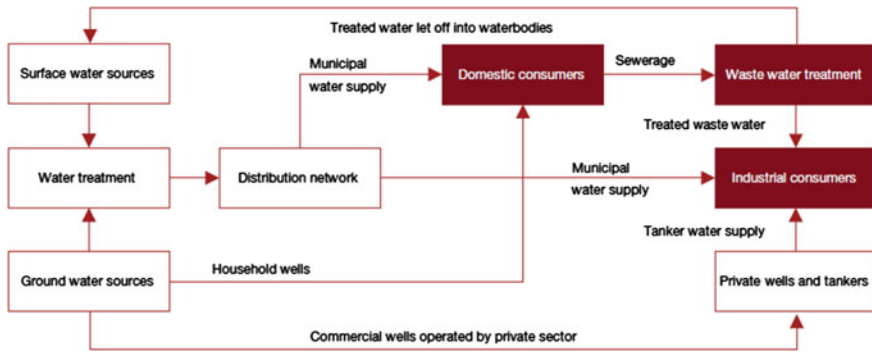 Treated water let off into waterbodies
Surface water sources
Municipal
water supply
Domestic consumers
Sewerage
Waste water treatment
Treated waste water
Water treatment
Distribution network
Municipal
water supply
Industrial consumers
Tanker water supply
Ground water sources
Household wells
Private wells and tankers
Commercial wells operated by private sector